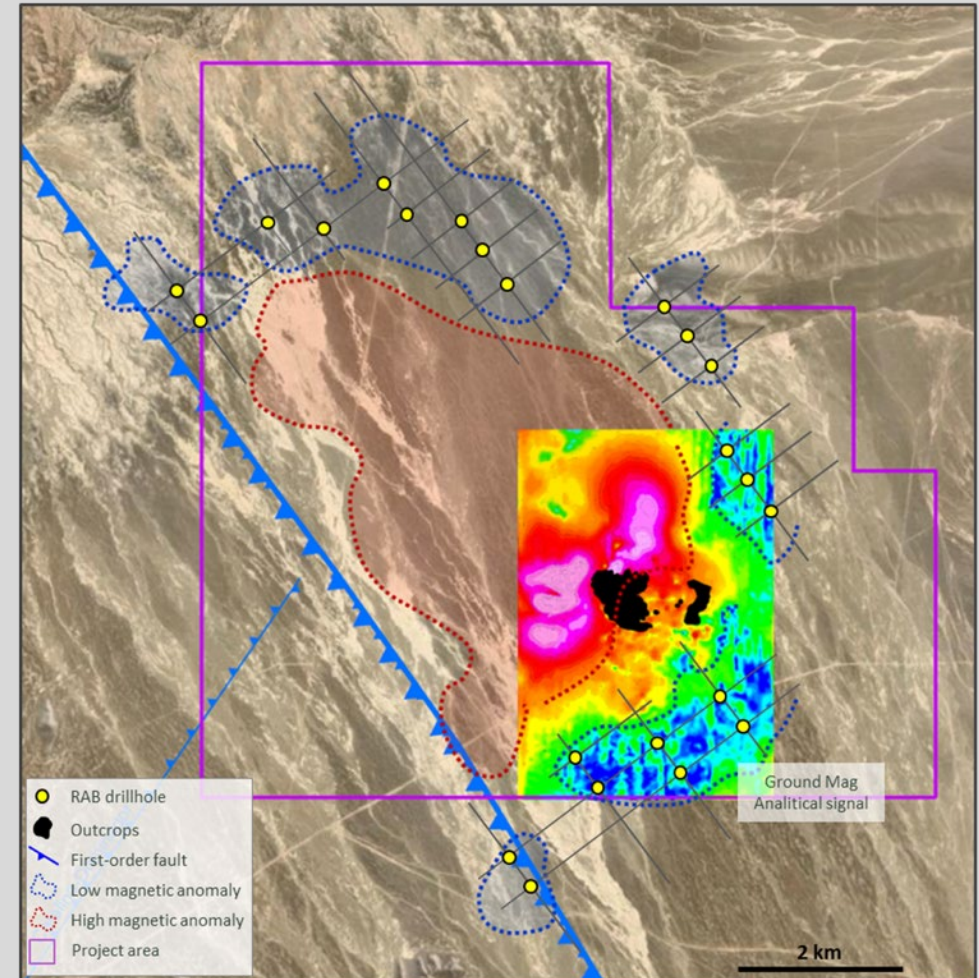 RAB drillhole
Outcrops
First-order fault
Low magnetic anomaly
High magnetic anomaly
Project area
Ground Mag
Analitical signal
2 km